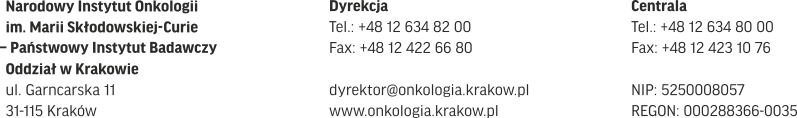 Narodowy Instytut Onkologii
im. Marii Skłodowskiej-Curie
– Państwowy Instytut Badawczy
Oddział w Krakowie
ul. Garncarska 11
31-115 Kraków
Dyrekcja
Tel.: +48 12 634 82 00
Fax: +48 12 422 66 80
dyrektor@onkologia.krakow.pl
www.onkologia.krakow.pl
Centrala
Tel.: +48 12 634 80 00
Fax: +48 12 423 10 76
NIP: 5250008057
REGON: 000288366-0035